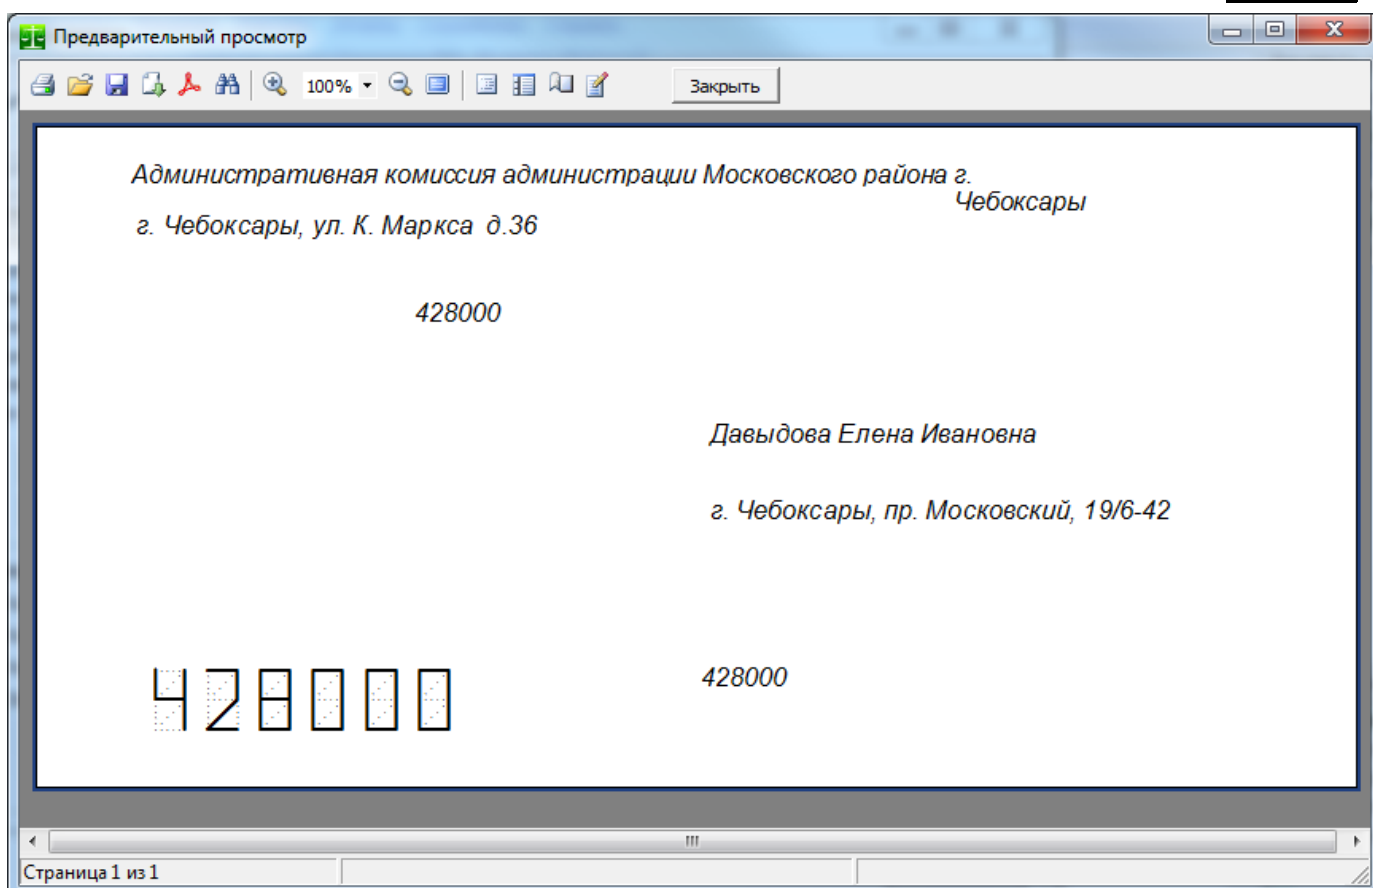 Предварительный просмотр
100%
Закрыть
Административная комиссия администрации Московского района г.
Чебоксары
г. Чебоксары, ул. К. Маркса д.36
428000
Давыдова Елена Ивановна
г. Чебоксары, пр. Московский, 19/6-42
428000
428000
Страница 1 из 1